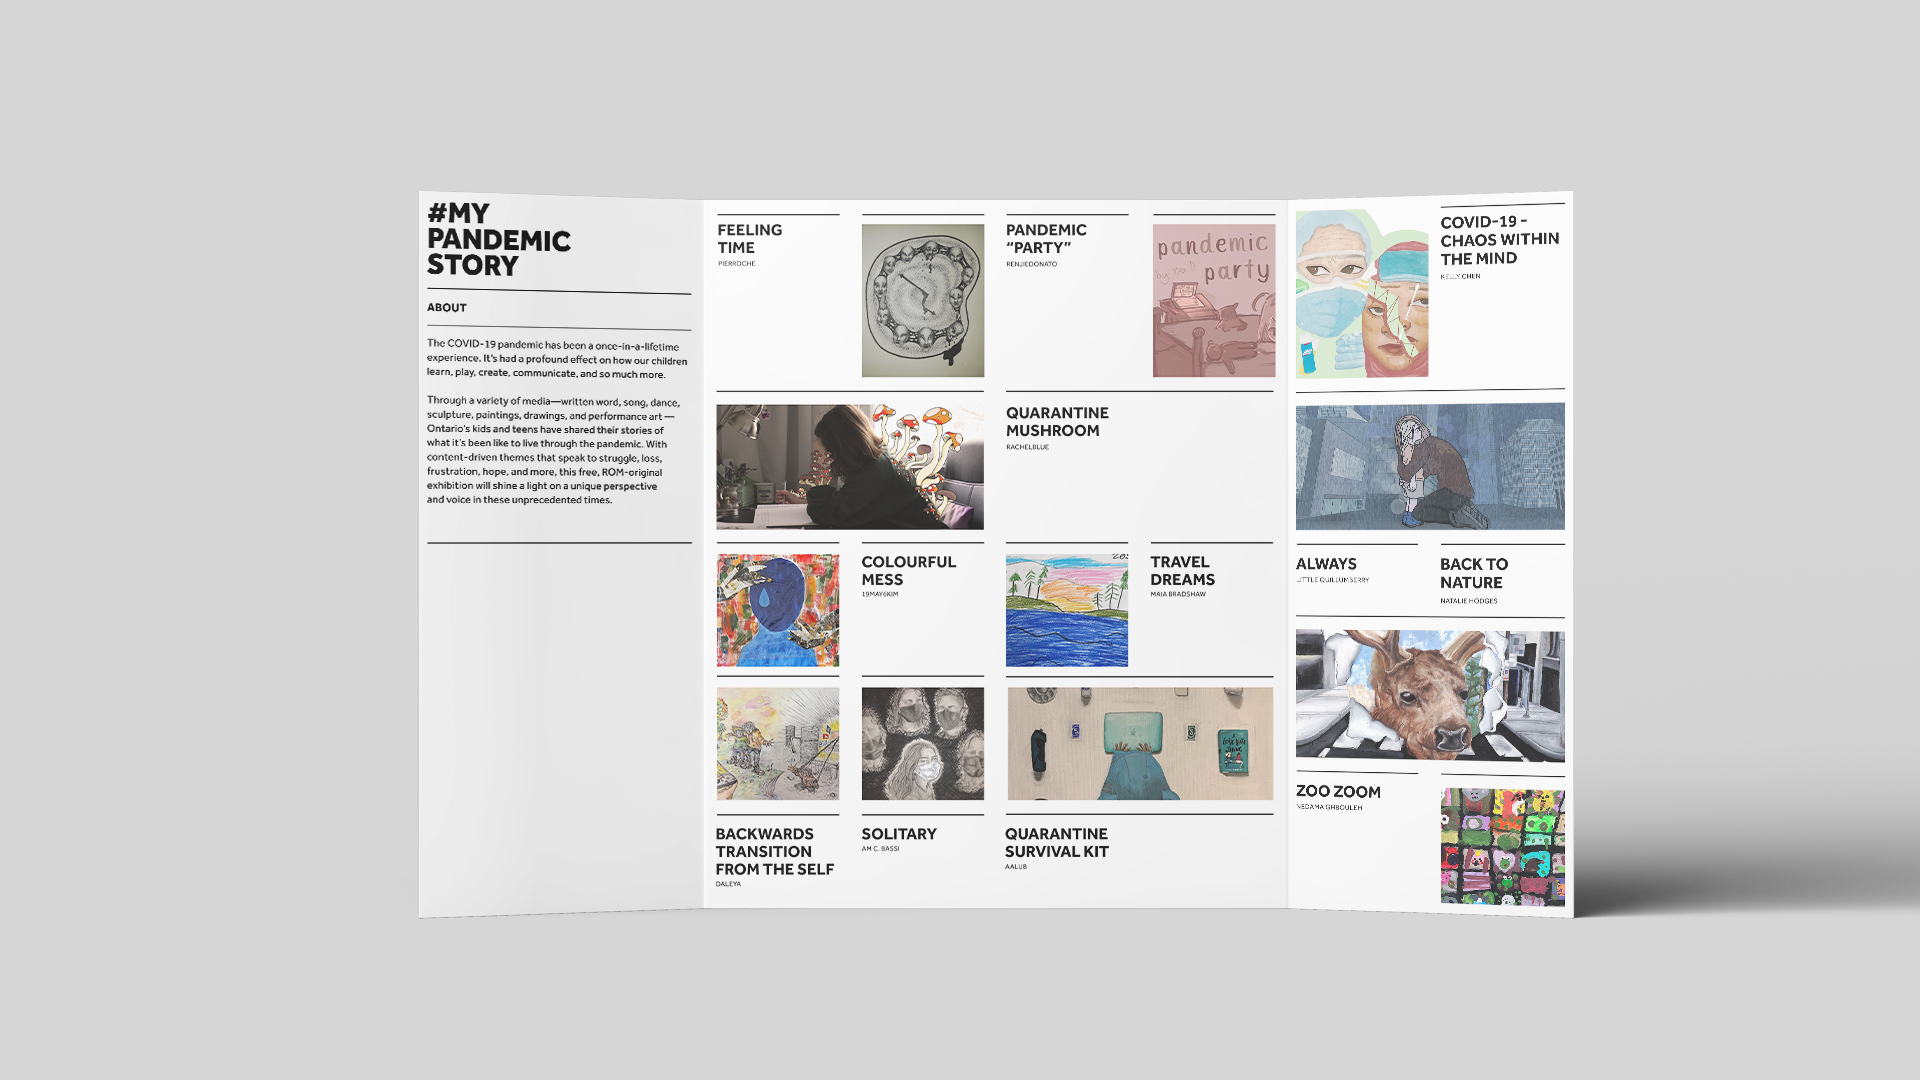 #MY
PANDEMIC
STORY
ABOUT
The COVID-19 pandemic has been a once-in-a-lifetime
experience. It's had a profound effect on how our children
learn, play, create, communicate, and so much more.
Through a variety of media—written word, song, dance,
sculpture, paintings, drawings, and performance art —
Ontario's kids and teens have shared their stories of
what it's been like to live through the pandemic. With
content-driven themes that speak to struggle, loss,
frustration, hope, and more, this free, ROM-original
exhibition will shine a light on a unique perspective
and voice in these unprecedented times.
FEELING
TIME
PIERROCHE
PANDEMIC
“PARTY”
RENJIEDONATO
pandemic
party
QUARANTINE
MUSHROOM
RACHELBLUE
COLOURFUL
MESS
19MAY6KIM
TRAVEL
DREAMS
MAIA BRADSHAW
BACKWARDS
TRANSITION
FROM THE SELF
DALEYA
SOLITARY
AM C. BASSI
QUARANTINE
SURVIVAL KIT
AALUB
COVID-19 -
CHAOS WITHIN
THE MIND
KELLY CHEN
ALWAYS
LITTLE QUILLUMBERRY
BACK TO
NATURE
NATALIE HODGES
ZOO ZOOM
NEDAMA GHBOULEH